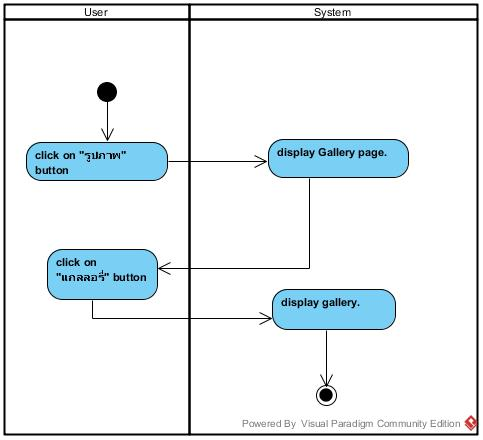 User
System
click on "รูปภาพ"
button
display Gallery page.
click on
"แกลลอรี่" button
display gallery.
Powered By Visual Paradigm Community Edition